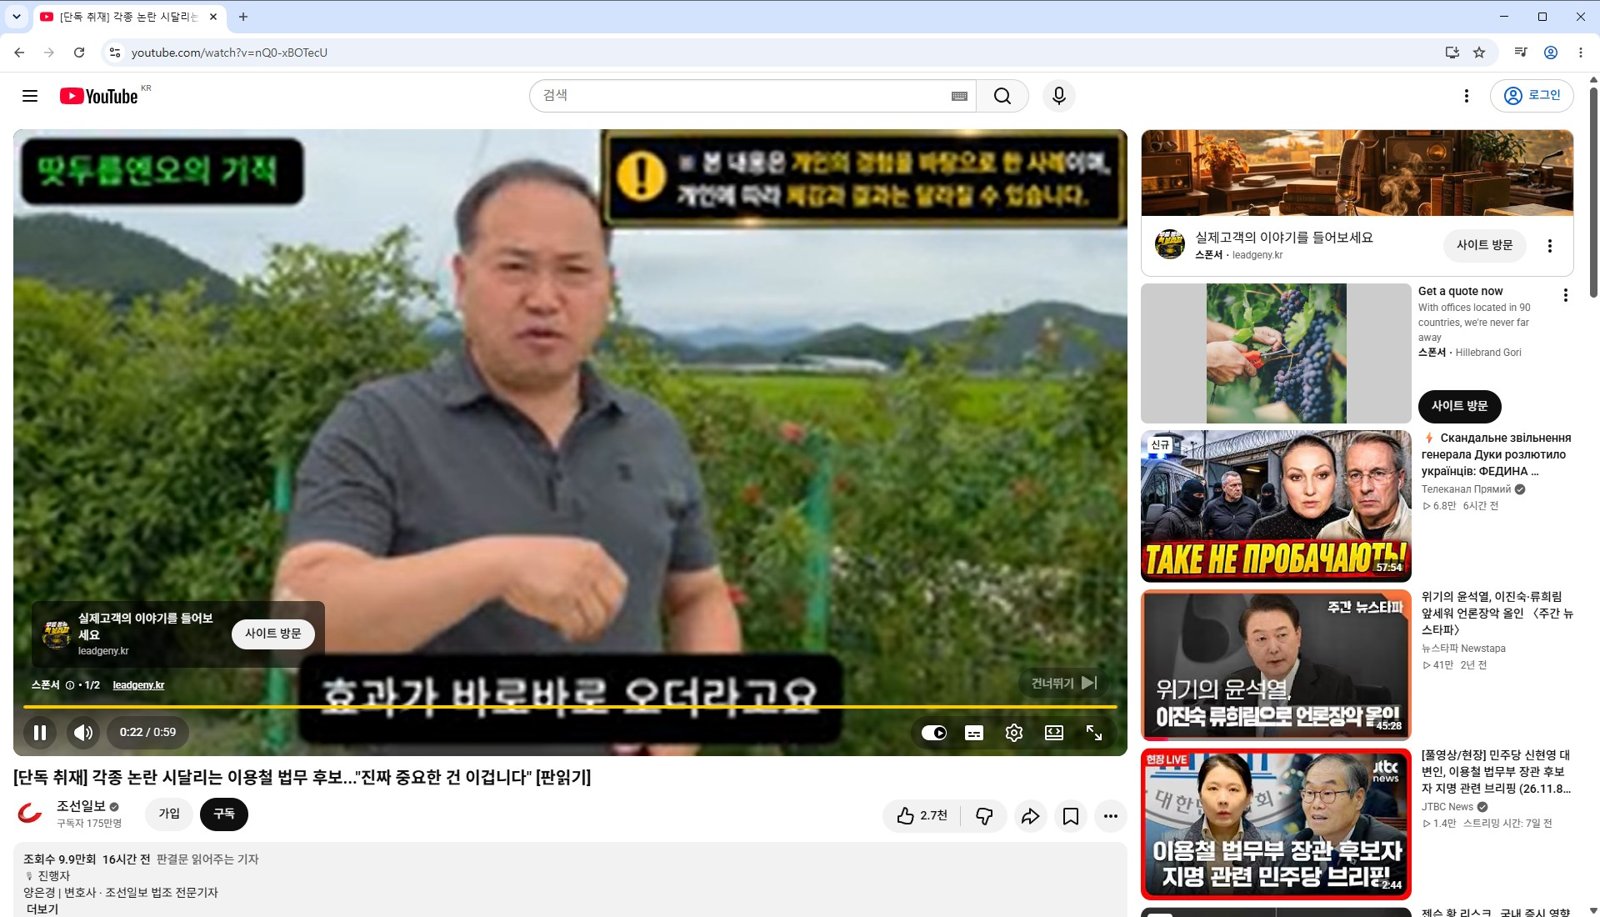 [단독 취재] 각종 논란 시달리는
youtube.com/watch?v=nQ0-xBOTecU
YouTube KR
검색
로그인
땃두릅엔오의 기적
※ 본 내용은 개인의 경험을 바탕으로 한 사례이며,
개인에 따라 체감과 결과는 달라질 수 있습니다.
실제고객의 이야기를 들어보
세요
leadgeny.kr
사이트 방문
스폰서 · 1/2 leadgeny.kr
효과가 바로바로 오더라고요
건너뛰기
0:22 / 0:59
[단독 취재] 각종 논란 시달리는 이용철 법무 후보..."진짜 중요한 건 이겁니다" [판읽기]
조선일보
구독자 175만명
가입
구독
2.7천
조회수 9.9만회 16시간 전 판결문 읽어주는 기자
🎙 진행자
양은경 | 변호사 · 조선일보 법조 전문기자
더보기
실제고객의 이야기를 들어보세요
스폰서 · leadgeny.kr
사이트 방문
Get a quote now
With offices located in 90
countries, we're never far
away
스폰서 · Hillebrand Gori
사이트 방문
신규
ТАКЕ НЕ ПРОБАЧАЮТЬ!
57:54
⚡ Скандальне звільнення
генерала Дуки розлютило
українців: ФЕДИНА ...
Телеканал Прямий
6.8만 6시간 전
주간 뉴스타파
위기의 윤석열,
이진숙 류희림으로 언론장악 올인
45:28
위기의 윤석열, 이진숙·류희림
앞세워 언론장악 올인 〈주간 뉴
스타파〉
뉴스타파 Newstapa
41만 2년 전
현장 LIVE
jtbc
news
대한민국
회
이용철 법무부 장관 후보자
지명 관련 민주당 브리핑
2:44
[풀영상/현장] 민주당 신현영 대
변인, 이용철 법무부 장관 후보
자 지명 관련 브리핑 (26.11.8...
JTBC News
1.4만 스트리밍 시간: 7일 전
젠슨 황 리스크.. 국내 증시 영향